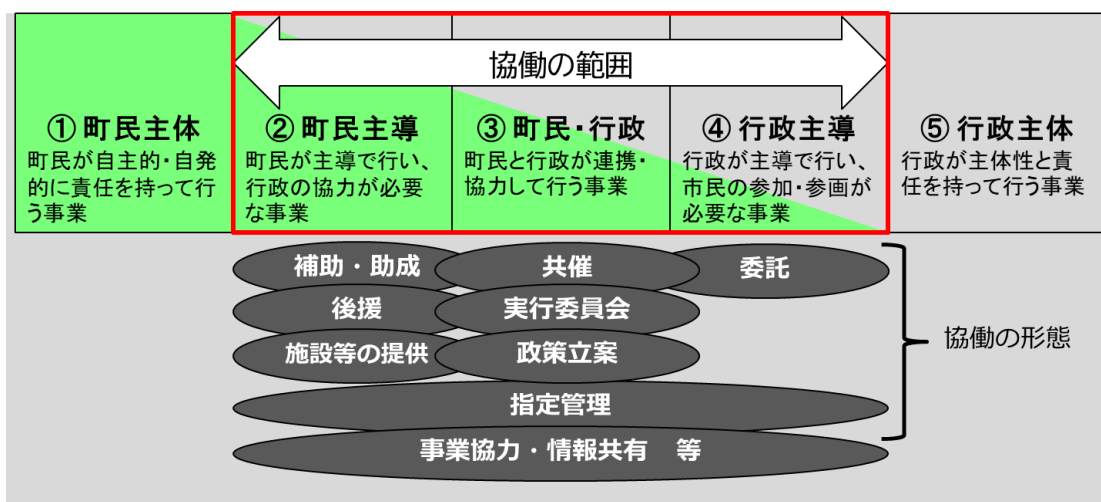 協働の範囲
① 町民主体
町民が自主的・自発
的に責任を持って行
う事業
② 町民主導
町民が主導で行い、
行政の協力が必要
な事業
③ 町民・行政
町民と行政が連携・
協力して行う事業
④ 行政主導
行政が主導で行い、
市民の参加・参画が
必要な事業
⑤ 行政主体
行政が主体性と責
任を持って行う事業
補助・助成
共催
委託
後援
実行委員会
施設等の提供
政策立案
指定管理
事業協力・情報共有　等
協働の形態